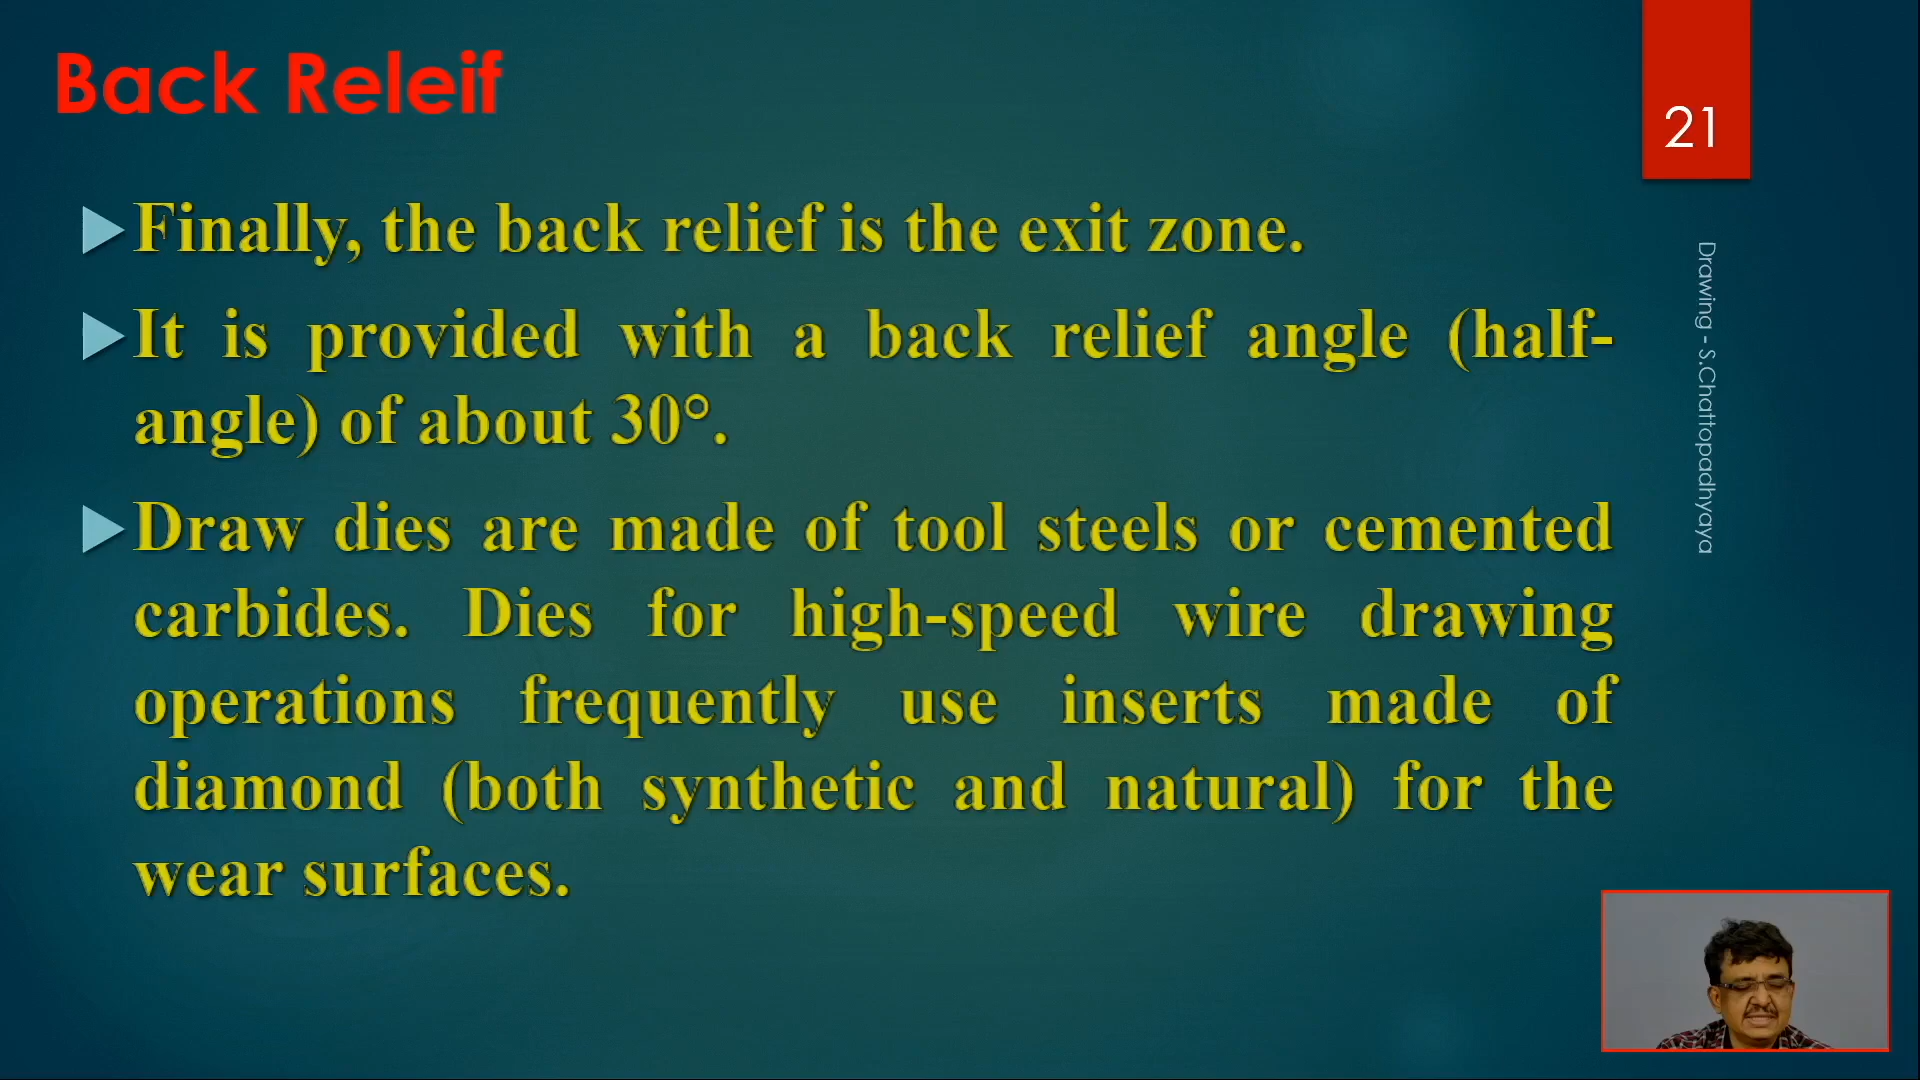 Back Releif
21
Finally, the back relief is the exit zone.
It is provided with a back relief angle (half-
angle) of about 30°.
Draw dies are made of tool steels or cemented
carbides. Dies for high-speed wire drawing
operations frequently use inserts made of
diamond (both synthetic and natural) for the
wear surfaces.
Drawing - S.Chattopadhyaya